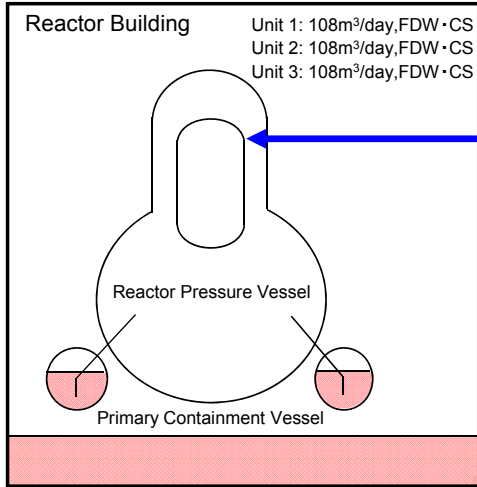 Reactor Building
Unit 1: 108m³/day,FDW・CS
Unit 2: 108m³/day,FDW・CS
Unit 3: 108m³/day,FDW・CS
Reactor Pressure Vessel
Primary Containment Vessel